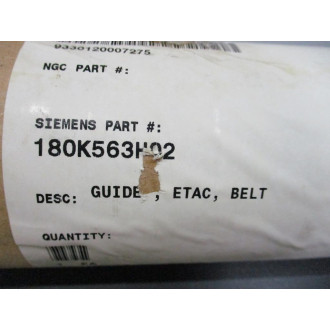 9330120007275
NGC PART #:
SIEMENS PART #:
180K563H02
DESC: GUIDE , ETAC, BELT
QUANTITY: